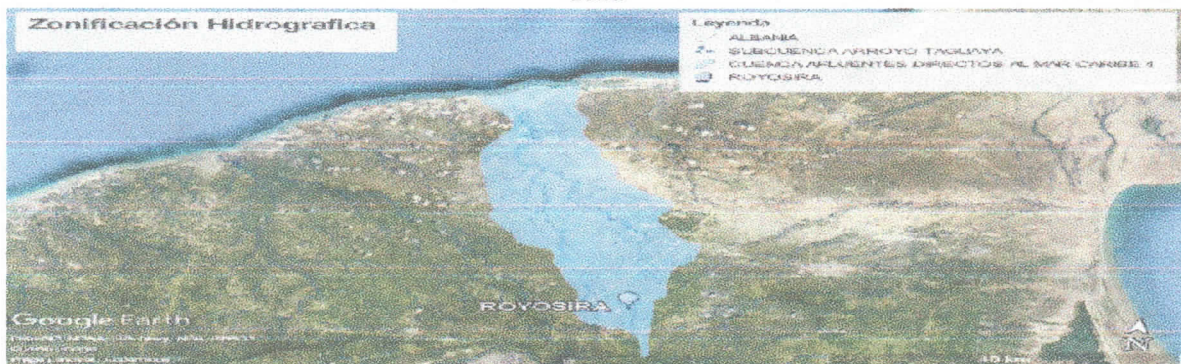 Zonificación Hidrografica
Leyenda
ALBANIA
SUBCUENCA ARROYO TAGUAYA
CUENCA AFLUENTES DIRECTOS AL MAR CARIBE 1
ROYOSIRA
ROYOSIRA
Google Earth
N